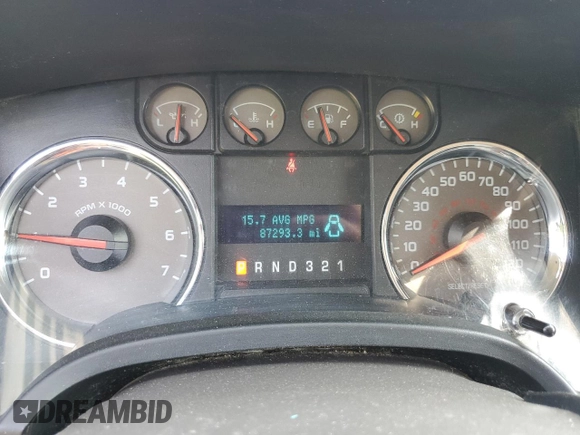 L H
C H
E F
C H
1 2 3 4 5 6 7 0
RPM X 1000
15.7 AVG MPG
87293.3 mi
P R N D 3 2 1
0 10 20 30 40 50 60 70 80 90 100 110 120
DREAMBID